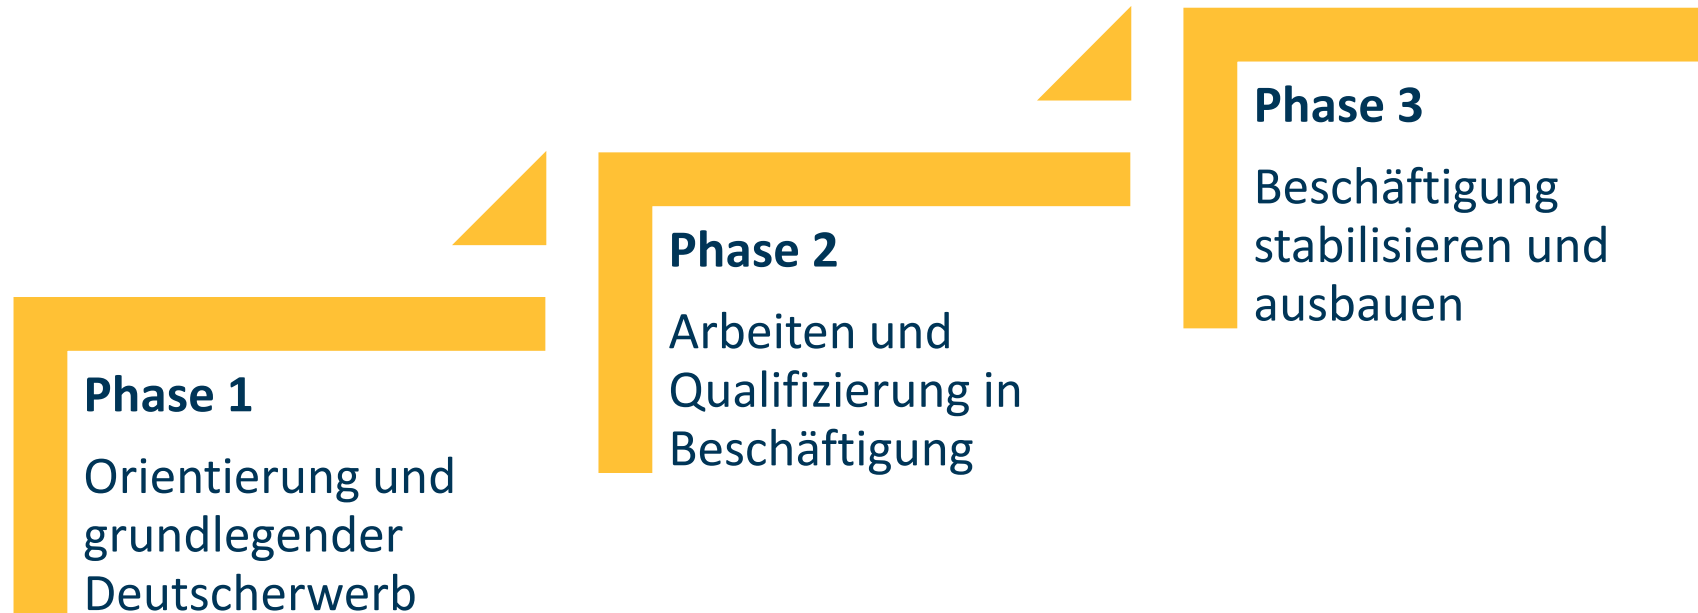 Phase 1
Orientierung und
grundlegender
Deutscherwerb
Phase 2
Arbeiten und
Qualifizierung in
Beschäftigung
Phase 3
Beschäftigung
stabilisieren und
ausbauen